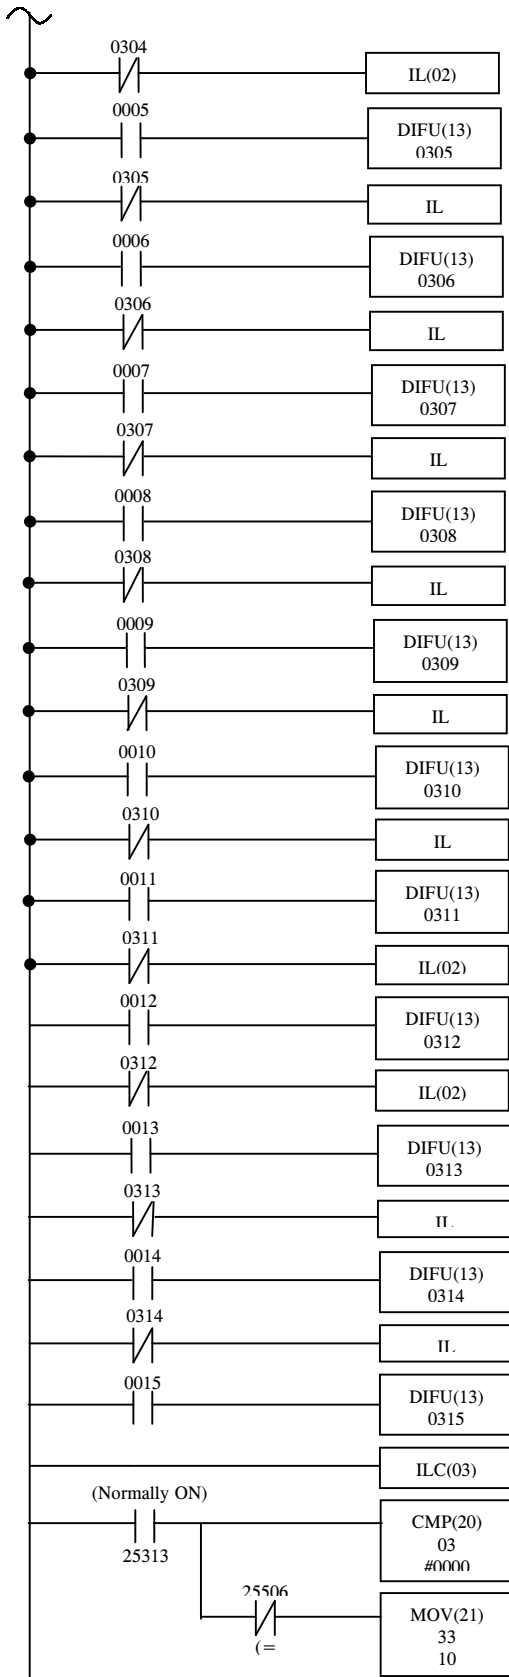 0304
IL(02)
0005
DIFU(13)
0305
0305
IL
0006
DIFU(13)
0306
0306
IL
0007
DIFU(13)
0307
0307
IL
0008
DIFU(13)
0308
0308
IL
0009
DIFU(13)
0309
0309
IL
0010
DIFU(13)
0310
0310
IL
0011
DIFU(13)
0311
0311
IL(02)
0012
DIFU(13)
0312
0312
IL(02)
0013
DIFU(13)
0313
0313
IL
0014
DIFU(13)
0314
0314
IL
0015
DIFU(13)
0315
ILC(03)
(Normally ON)
25313
CMP(20)
03
#0000
25506
(=
MOV(21)
33
10